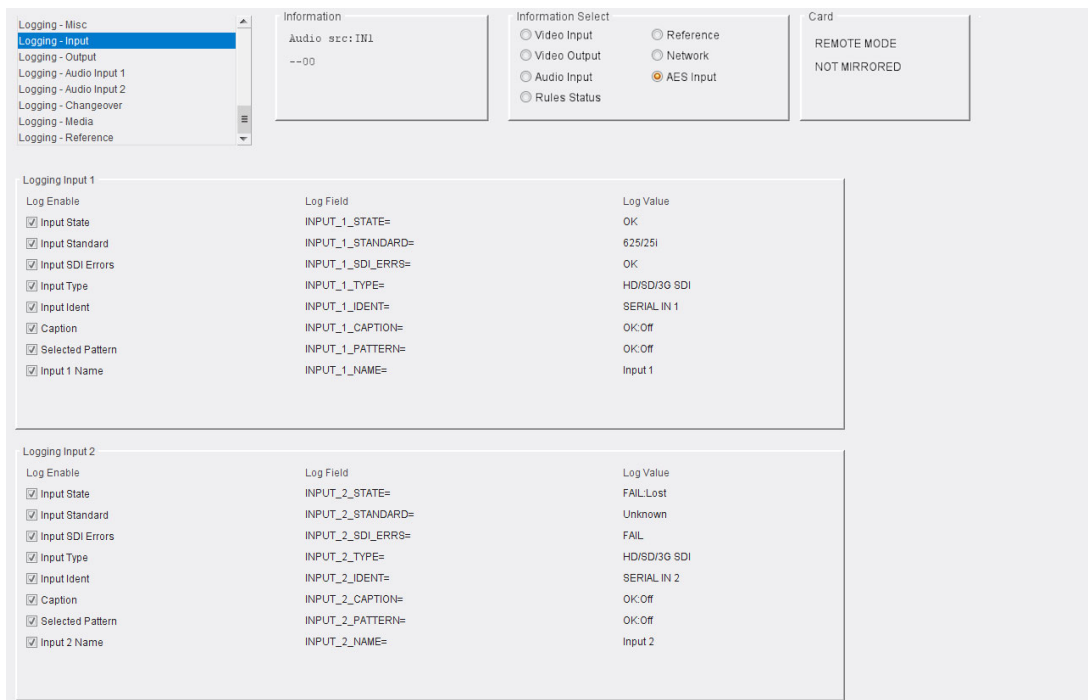 Logging - Misc
Logging - Input
Logging - Output
Logging - Audio Input 1
Logging - Audio Input 2
Logging - Changeover
Logging - Media
Logging - Reference
Information
Audio src:IN1
--00
Information Select
Video Input
Reference
Video Output
Network
Audio Input
AES Input
Rules Status
Card
REMOTE MODE
NOT MIRRORED
Logging Input 1
Log Enable Log Field Log Value
Input State INPUT_1_STATE= OK
Input Standard INPUT_1_STANDARD= 625/25i
Input SDI Errors INPUT_1_SDI_ERRS= OK
Input Type INPUT_1_TYPE= HD/SD/3G SDI
Input Ident INPUT_1_IDENT= SERIAL IN 1
Caption INPUT_1_CAPTION= OK:Off
Selected Pattern INPUT_1_PATTERN= OK:Off
Input 1 Name INPUT_1_NAME= Input 1
Logging Input 2
Log Enable Log Field Log Value
Input State INPUT_2_STATE= FAIL:Lost
Input Standard INPUT_2_STANDARD= Unknown
Input SDI Errors INPUT_2_SDI_ERRS= FAIL
Input Type INPUT_2_TYPE= HD/SD/3G SDI
Input Ident INPUT_2_IDENT= SERIAL IN 2
Caption INPUT_2_CAPTION= OK:Off
Selected Pattern INPUT_2_PATTERN= OK:Off
Input 2 Name INPUT_2_NAME= Input 2